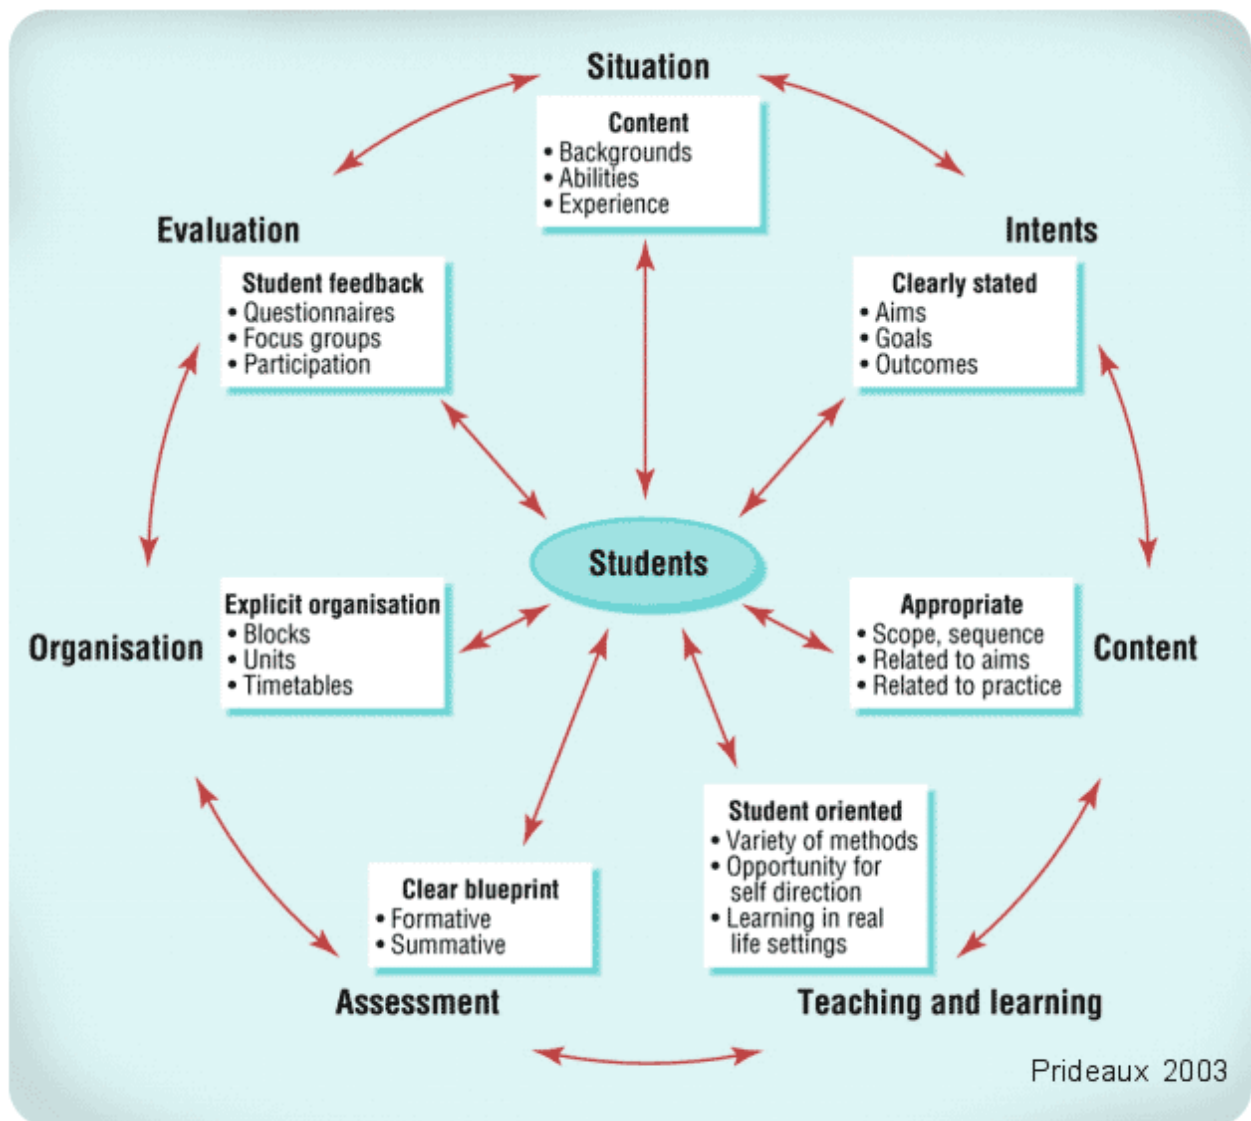 Situation
Content
• Backgrounds
• Abilities
• Experience
Evaluation
Student feedback
• Questionnaires
• Focus groups
• Participation
Intents
Clearly stated
• Aims
• Goals
• Outcomes
Students
Organisation
Explicit organisation
• Blocks
• Units
• Timetables
Appropriate
• Scope, sequence
• Related to aims
• Related to practice
Content
Clear blueprint
• Formative
• Summative
Assessment
Student oriented
• Variety of methods
• Opportunity for
self direction
• Learning in real
life settings
Teaching and learning
Prideaux 2003